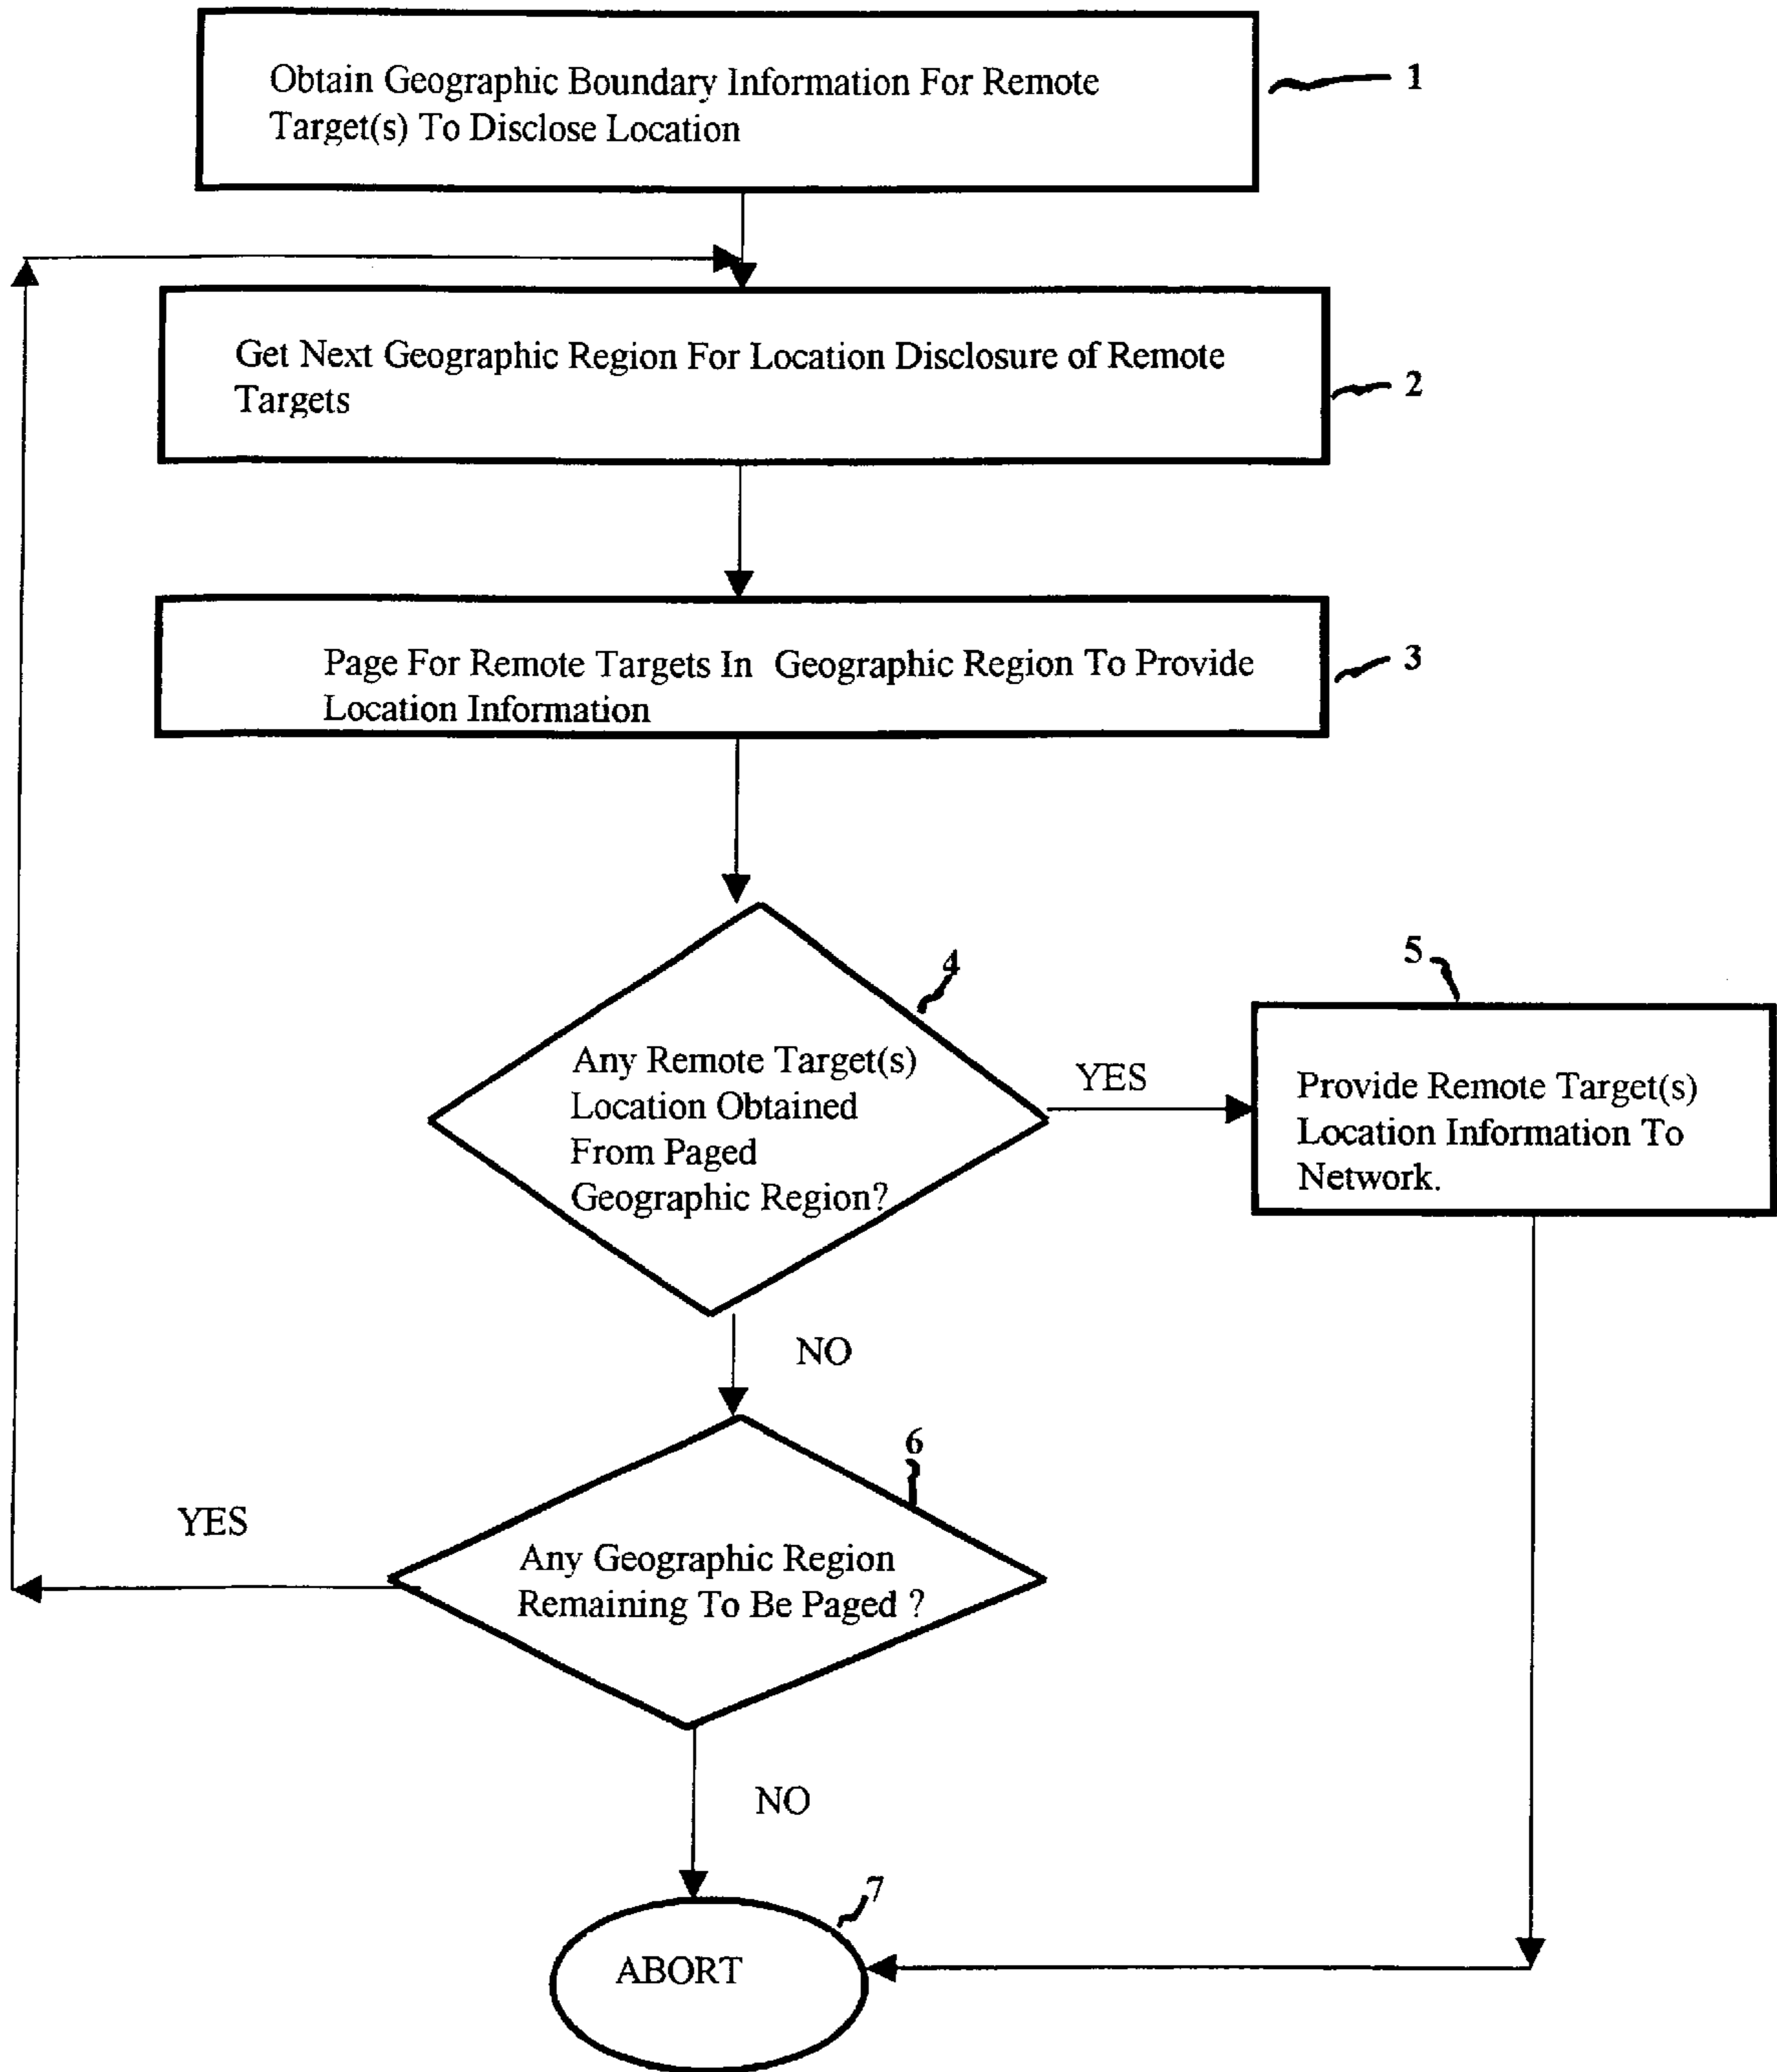 Obtain Geographic Boundary Information For Remote
Target(s) To Disclose Location
1
Get Next Geographic Region For Location Disclosure of Remote
Targets
2
Page For Remote Targets In Geographic Region To Provide
Location Information
3
4
Any Remote Target(s)
Location Obtained
From Paged
Geographic Region?
YES
5
Provide Remote Target(s)
Location Information To
Network.
NO
6
Any Geographic Region
Remaining To Be Paged ?
YES
NO
7
ABORT